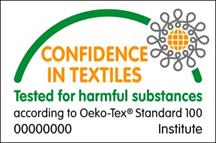 CONFIDENCE
IN TEXTILES
Tested for harmful substances
according to Oeko-Tex® Standard 100
00000000 Institute